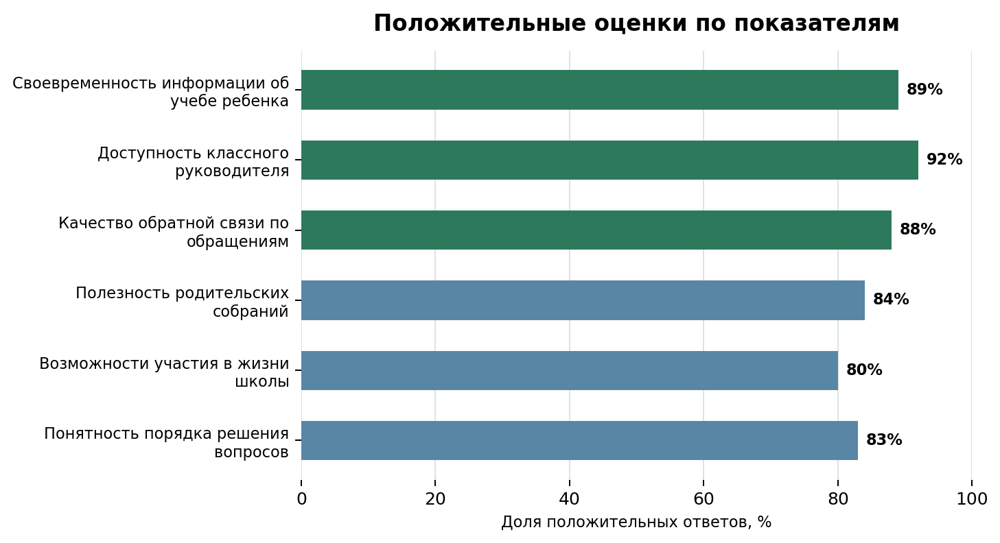 Положительные оценки по показателям
Своевременность информации об
учебе ребенка
89%
Доступность классного
руководителя
92%
Качество обратной связи по
обращениям
88%
Полезность родительских
собраний
84%
Возможности участия в жизни
школы
80%
Понятность порядка решения
вопросов
83%
0 20 40 60 80 100
Доля положительных ответов, %